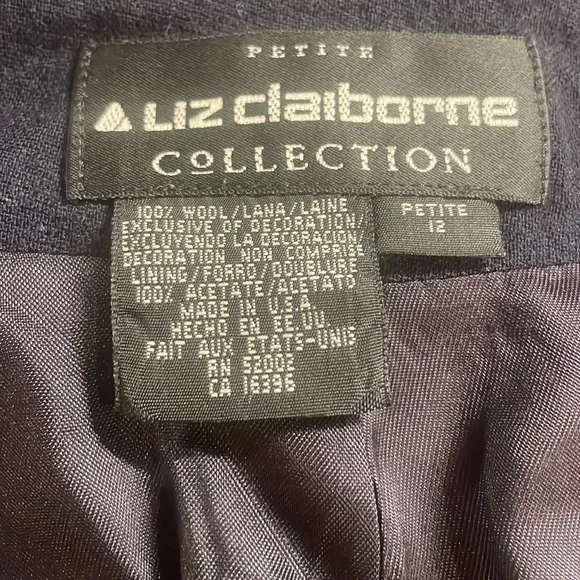 PETITE
LIZ claiborne
COLLECTION
100% WOOL/LANA/LAINE
EXCLUSIVE OF DECORATION/
EXCLUYENDO LA DECORACION/
DECORATION NON COMPRI
LINING/FORRO/DOUBLURE
100% ACETATE/ACETATO
MADE IN U.S.A
HECHO EN EE.UU
FAIT AUX ETATS-UNIS
RN 52002
CA 16396
PETITE
12